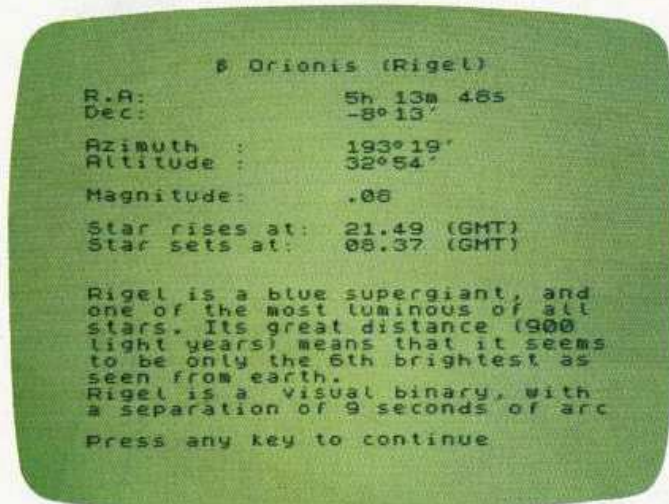 β Orionis (Rigel)
R.A: 5h 13m 48s
Dec: -8°13′
Azimuth : 193°19′
Altitude : 32°54′
Magnitude: .08
Star rises at: 21.49 (GMT)
Star sets at: 08.37 (GMT)
Rigel is a blue supergiant, and
one of the most luminous of all
stars. Its great distance (900
light years) means that it seems
to be only the 6th brightest as
seen from earth.
Rigel is a visual binary, with
a separation of 9 seconds of arc
Press any key to continue